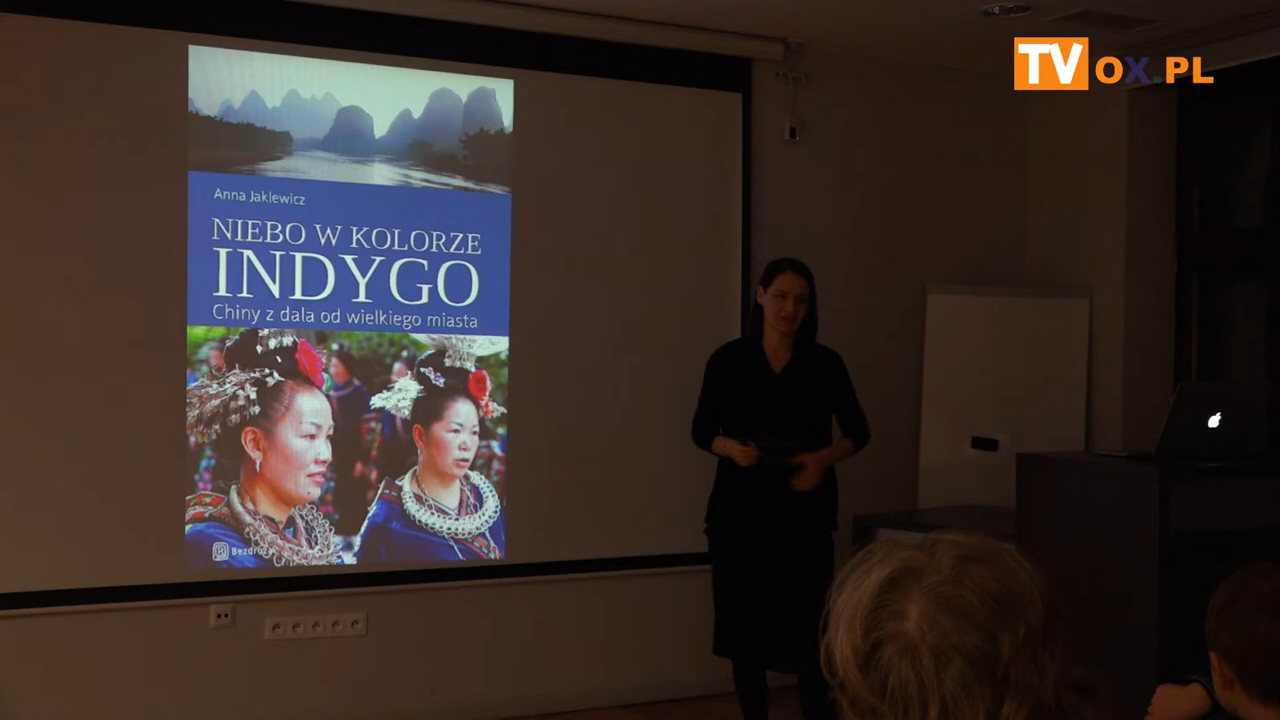 TVox.PL
Anna Jaklewicz
NIEBO W KOLORZE
INDYGO
Chiny z dala od wielkiego miasta
Bezdroża